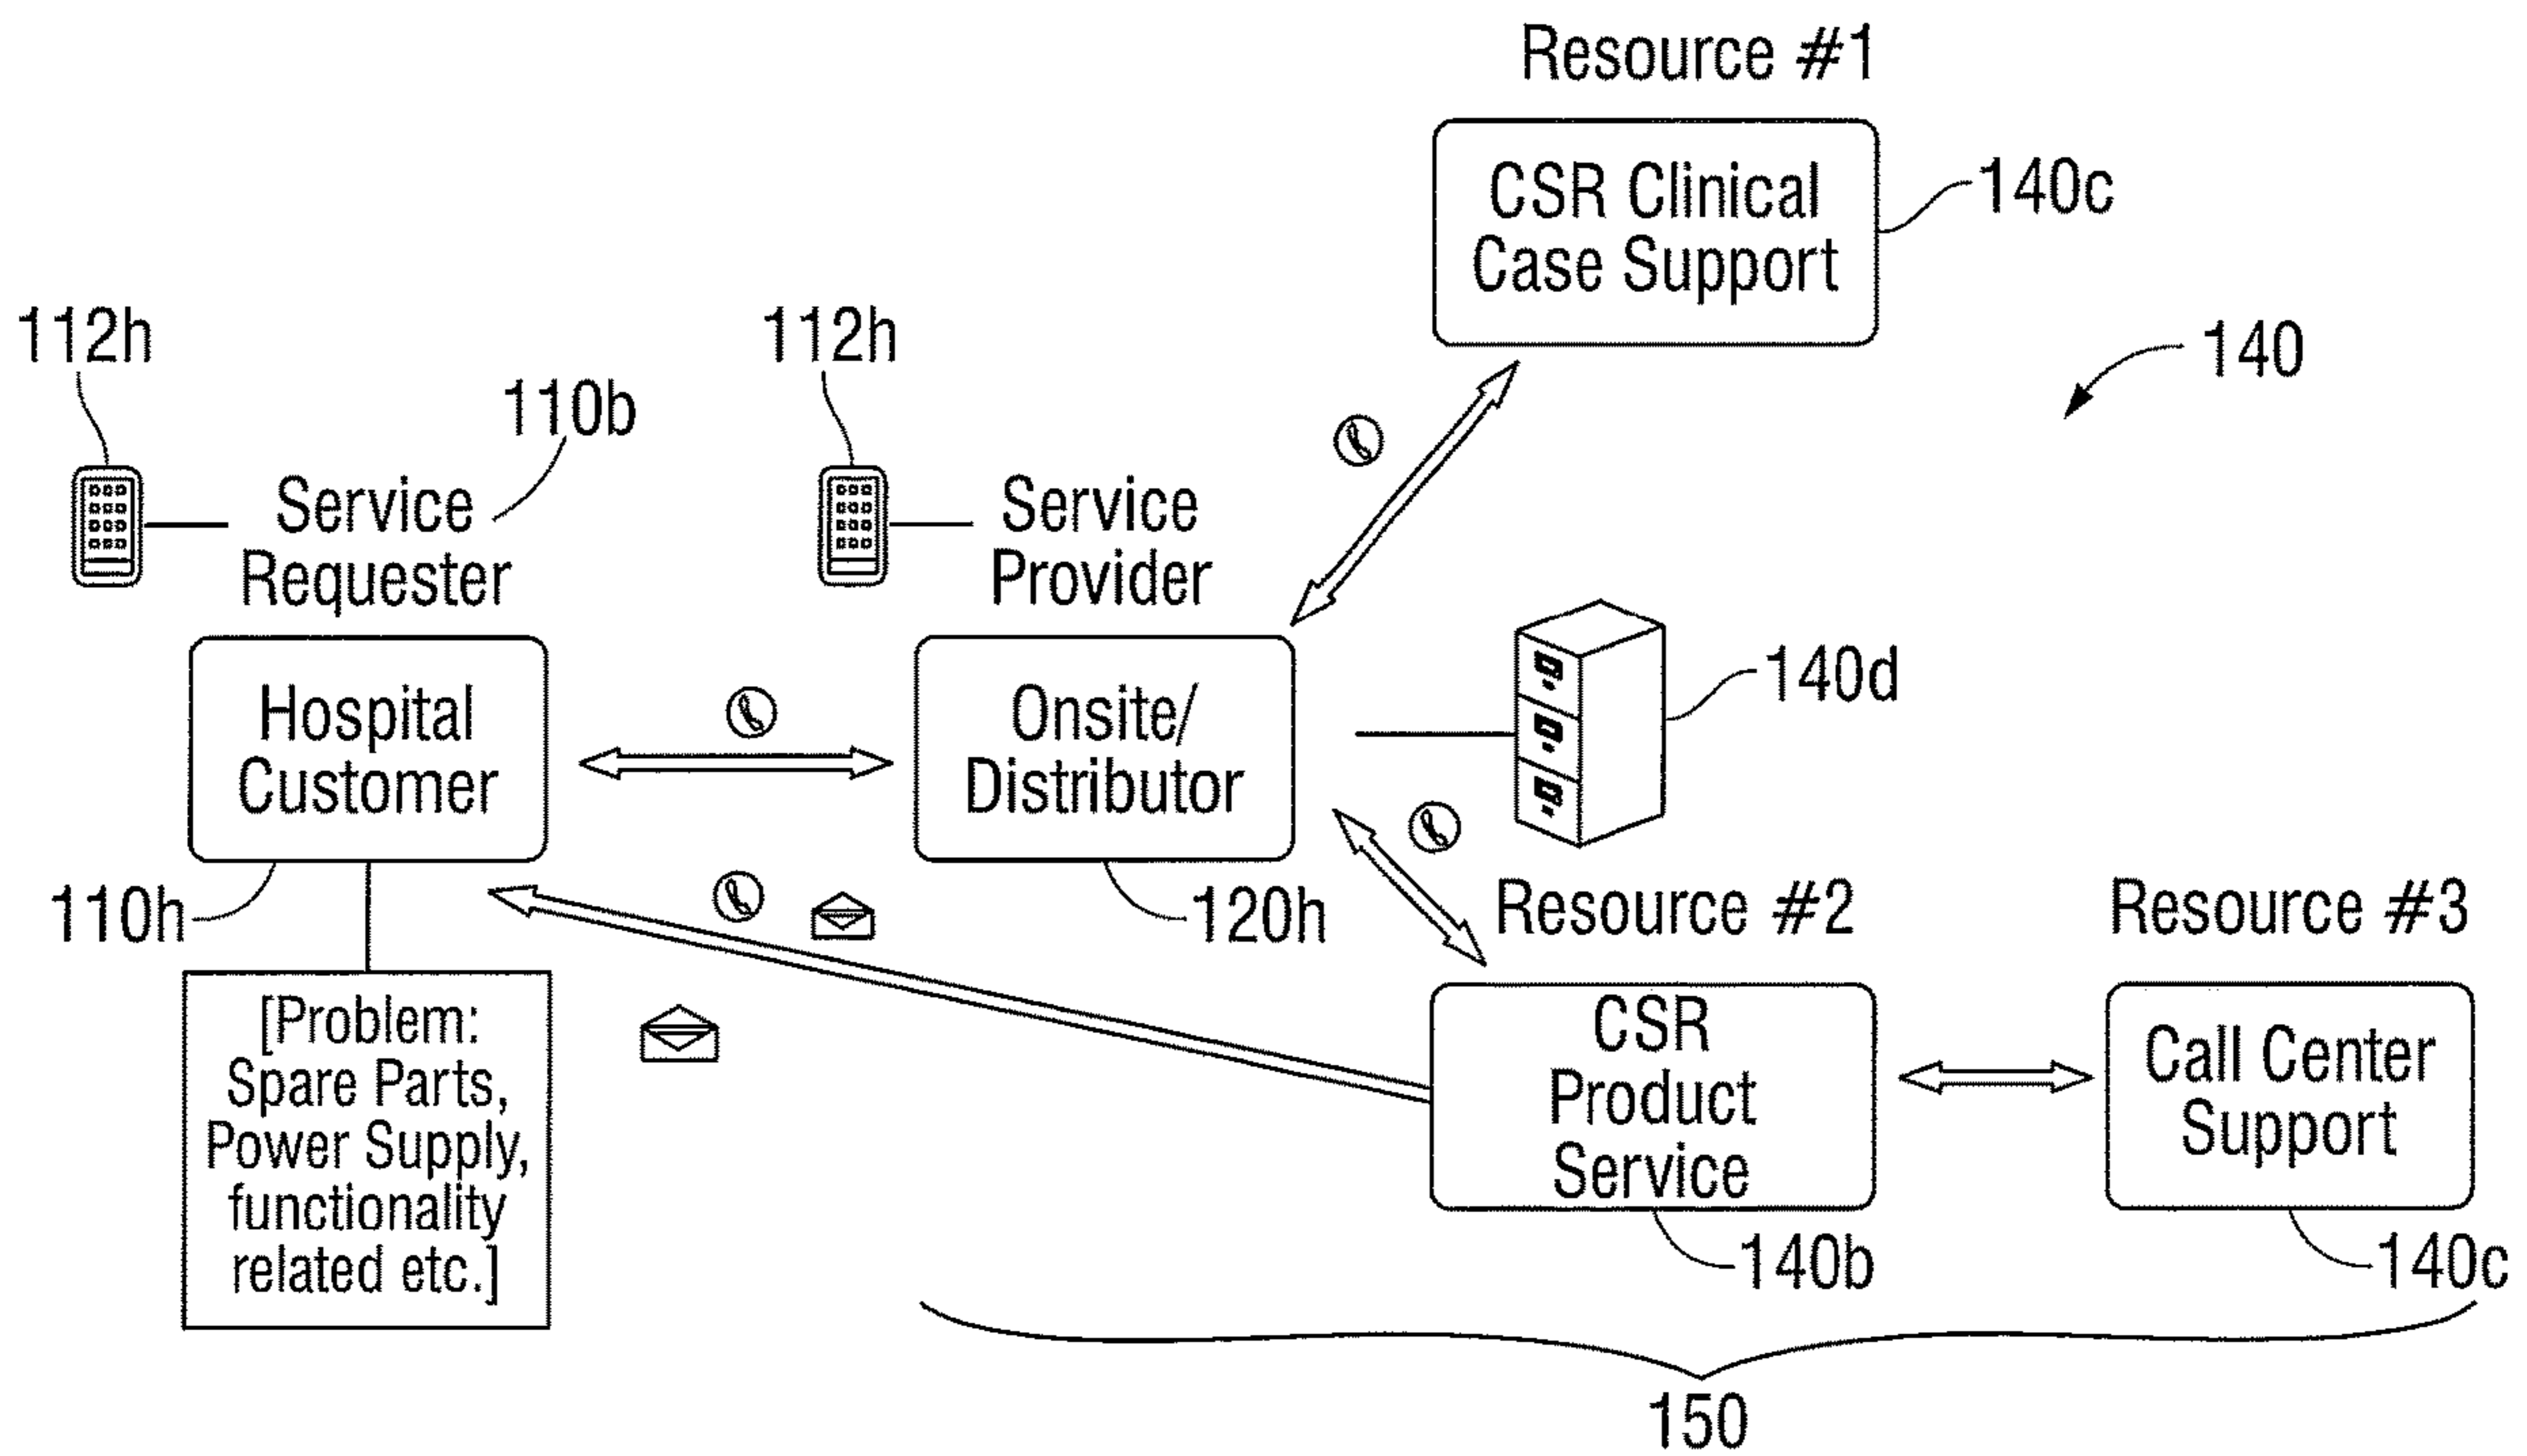 Resource #1
CSR Clinical
Case Support
140c
140
112h
110b
112h
Service
Requester
Service
Provider
Hospital
Customer
Onsite/
Distributor
140d
110h
120h
Resource #2
Resource #3
[Problem:
Spare Parts,
Power Supply,
functionality
related etc.]
CSR
Product
Service
Call Center
Support
140b
140c
150